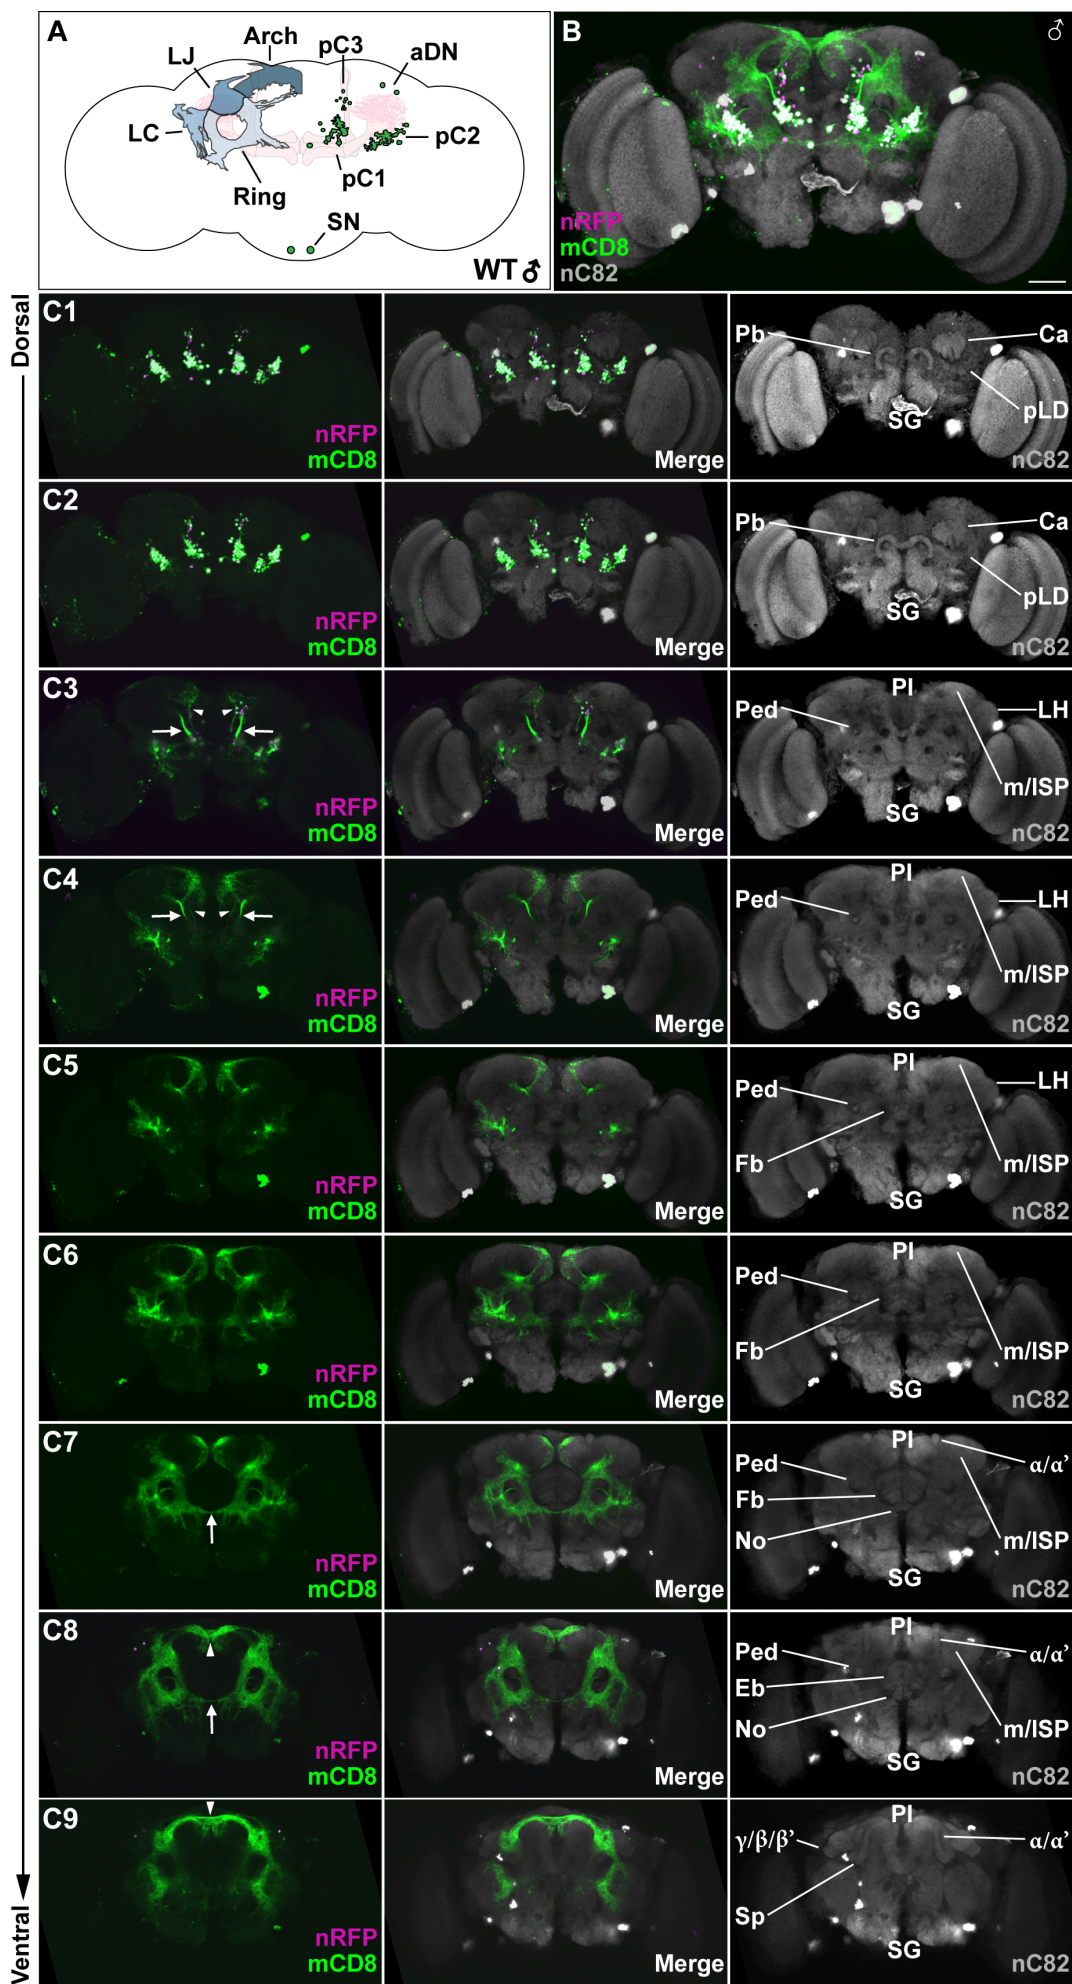 A
Arch
pC3
LJ
aDN
LC
pC2
Ring
pC1
SN
WT ♂
B
♂
nRFP
mCD8
nC82
Dorsal
C1
nRFP
mCD8
Merge
Pb
Ca
pLD
SG
nC82
C2
nRFP
mCD8
Merge
Pb
Ca
pLD
SG
nC82
C3
nRFP
mCD8
Merge
PI
Ped
LH
m/lSP
SG
nC82
C4
nRFP
mCD8
Merge
PI
Ped
LH
m/lSP
SG
nC82
C5
nRFP
mCD8
Merge
PI
Ped
LH
Fb
m/lSP
SG
nC82
C6
nRFP
mCD8
Merge
PI
Ped
Fb
m/lSP
SG
nC82
C7
nRFP
mCD8
Merge
PI
Ped
α/α’
Fb
No
m/lSP
SG
nC82
C8
nRFP
mCD8
Merge
PI
Ped
α/α’
Eb
No
m/lSP
SG
nC82
C9
nRFP
mCD8
Merge
PI
γ/β/β’
α/α’
Sp
SG
nC82
Ventral